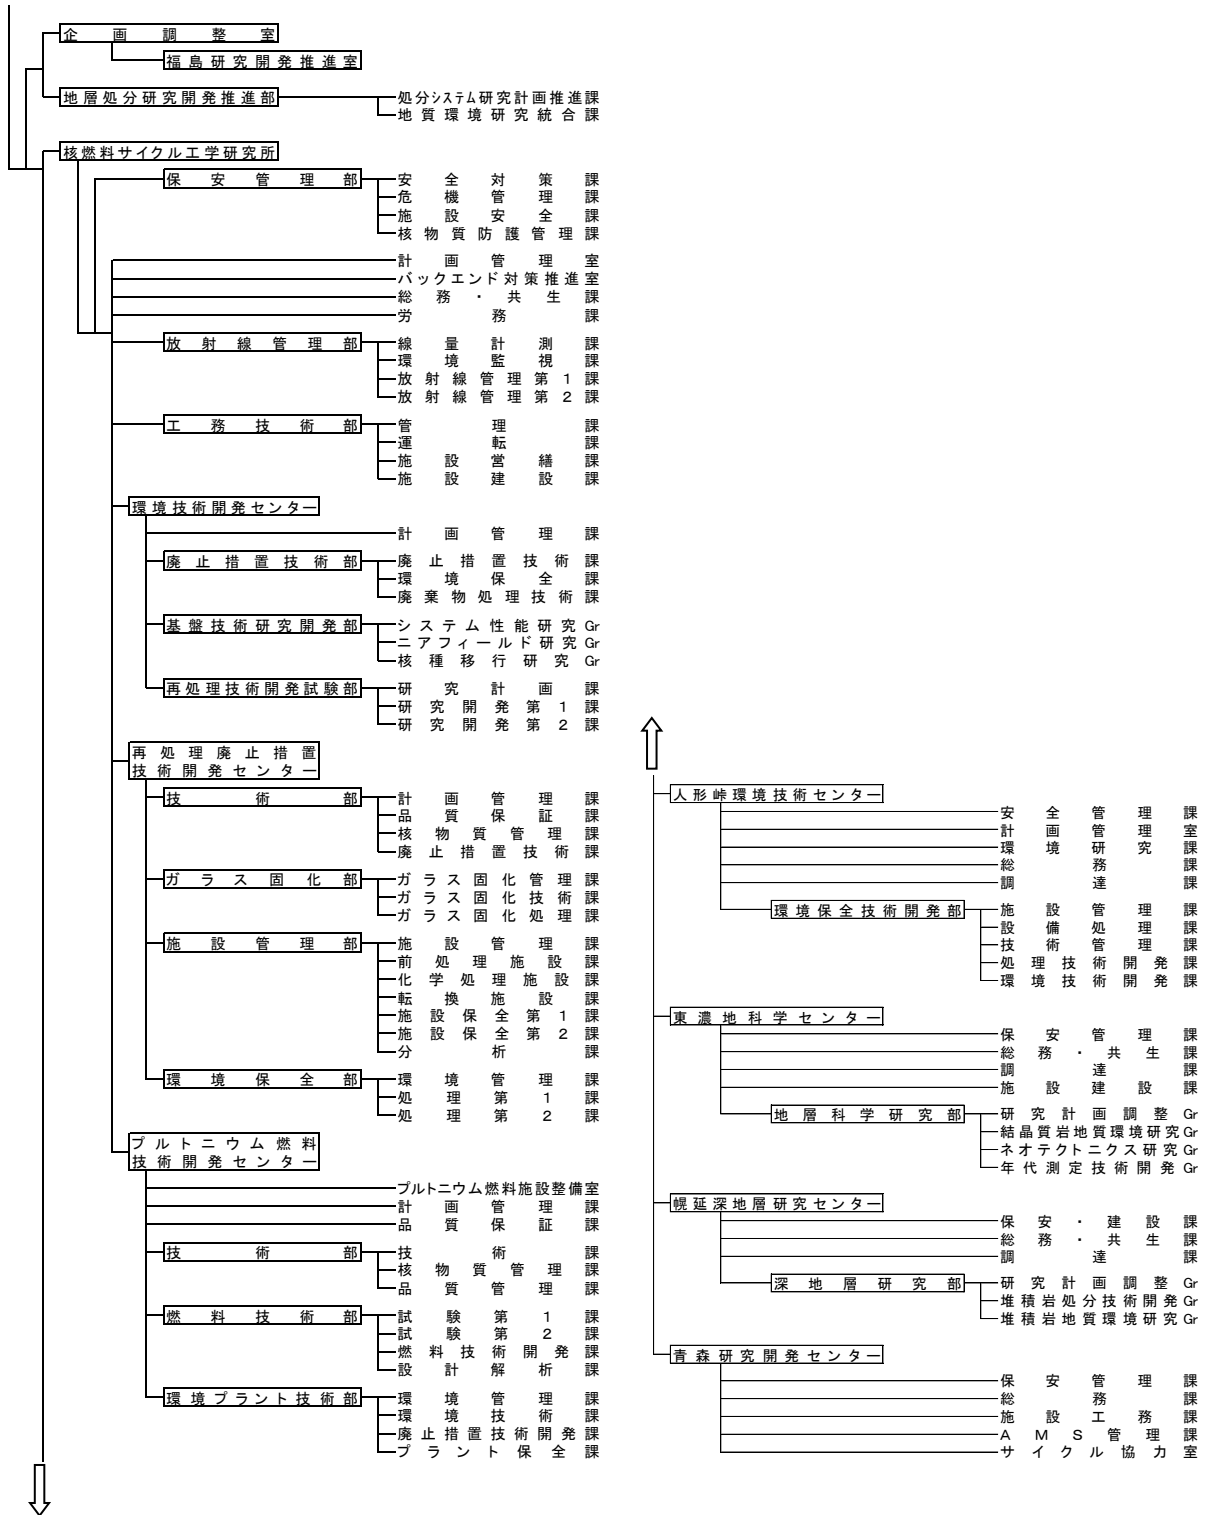 企画調整室
福島研究開発推進室
地層処分研究開発推進部
処分システム研究計画推進課
地質環境研究統合課
核燃料サイクル工学研究所
保安管理部
安全対策課
危機管理課
施設安全課
核物質防護管理課
計画管理室
バックエンド対策推進室
総務・共生課
労務課
放射線管理部
線量計測課
環境監視課
放射線管理第1課
放射線管理第2課
工務技術部
管理課
運転課
施設営繕課
施設建設課
環境技術開発センター
計画管理課
廃止措置技術部
廃止措置技術課
環境保全課
廃棄物処理技術課
基盤技術研究開発部
システム性能研究Gr
ニアフィールド研究Gr
核種移行研究Gr
再処理技術開発試験部
研究計画課
研究開発第1課
研究開発第2課
再処理廃止措置
技術開発センター
技術部
計画管理課
品質保証課
核物質管理課
廃止措置技術課
ガラス固化部
ガラス固化管理課
ガラス固化技術課
ガラス固化処理課
施設管理部
施設管理課
前処理施設課
化学処理施設課
転換施設課
施設保全第1課
施設保全第2課
分析課
環境保全部
環境管理課
処理第1課
処理第2課
プルトニウム燃料
技術開発センター
プルトニウム燃料施設整備室
計画管理課
品質保証課
技術部
技術課
核物質管理課
品質管理課
燃料技術部
試験第1課
試験第2課
燃料技術開発課
設計解析課
環境プラント技術部
環境管理課
環境技術課
廃止措置技術開発課
プラント保全課
人形峠環境技術センター
安全管理課
計画管理室
環境研究課
総務課
調達課
環境保全技術開発部
施設管理課
設備処理課
技術管理課
処理技術開発課
環境技術開発課
東濃地科学センター
保安管理課
総務・共生課
調達課
施設建設課
地層科学研究部
研究計画調整Gr
結晶質岩地質環境研究Gr
ネオテクトニクス研究Gr
年代測定技術開発Gr
幌延深地層研究センター
保安・建設課
総務・共生課
調達課
深地層研究部
研究計画調整Gr
堆積岩処分技術開発Gr
堆積岩地質環境研究Gr
青森研究開発センター
保安管理課
総務課
施設工務課
AMS管理課
サイクル協力室